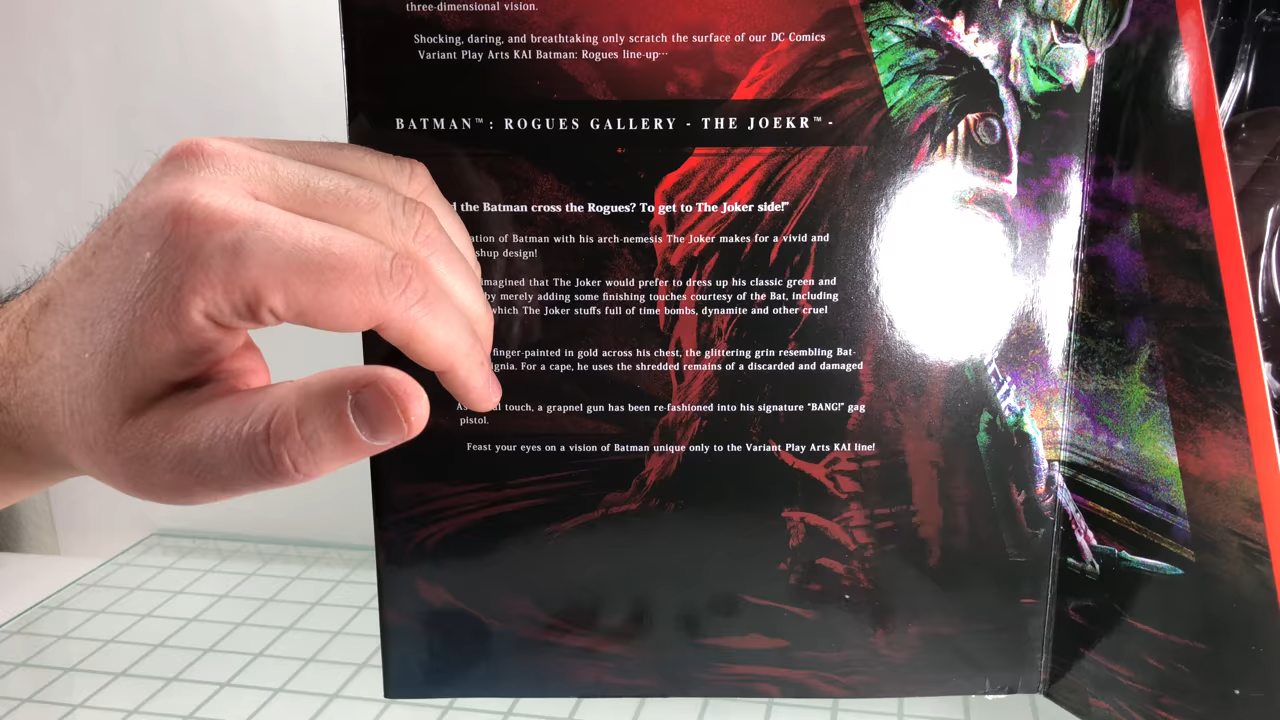 three-dimensional vision.
Shocking, daring, and breathtaking only scratch the surface of our DC Comics
Variant Play Arts KAI Batman: Rogues line-up…
BATMAN™: ROGUES GALLERY - THE JOEKR™ -
the Batman cross the Rogues? To get to The Joker side!"
of Batman with his arch-nemesis The Joker makes for a vivid and
design!
imagined that The Joker would prefer to dress up his classic green and
by merely adding some finishing touches courtesy of the Bat, including
which The Joker stuffs full of time bombs, dynamite and other cruel
finger-painted in gold across his chest, the glittering grin resembling Bat-
For a cape, he uses the shredded remains of a discarded and damaged
touch, a grapnel gun has been re-fashioned into his signature "BANG!" gag
pistol.
Feast your eyes on a vision of Batman unique only to the Variant Play Arts KAI line!